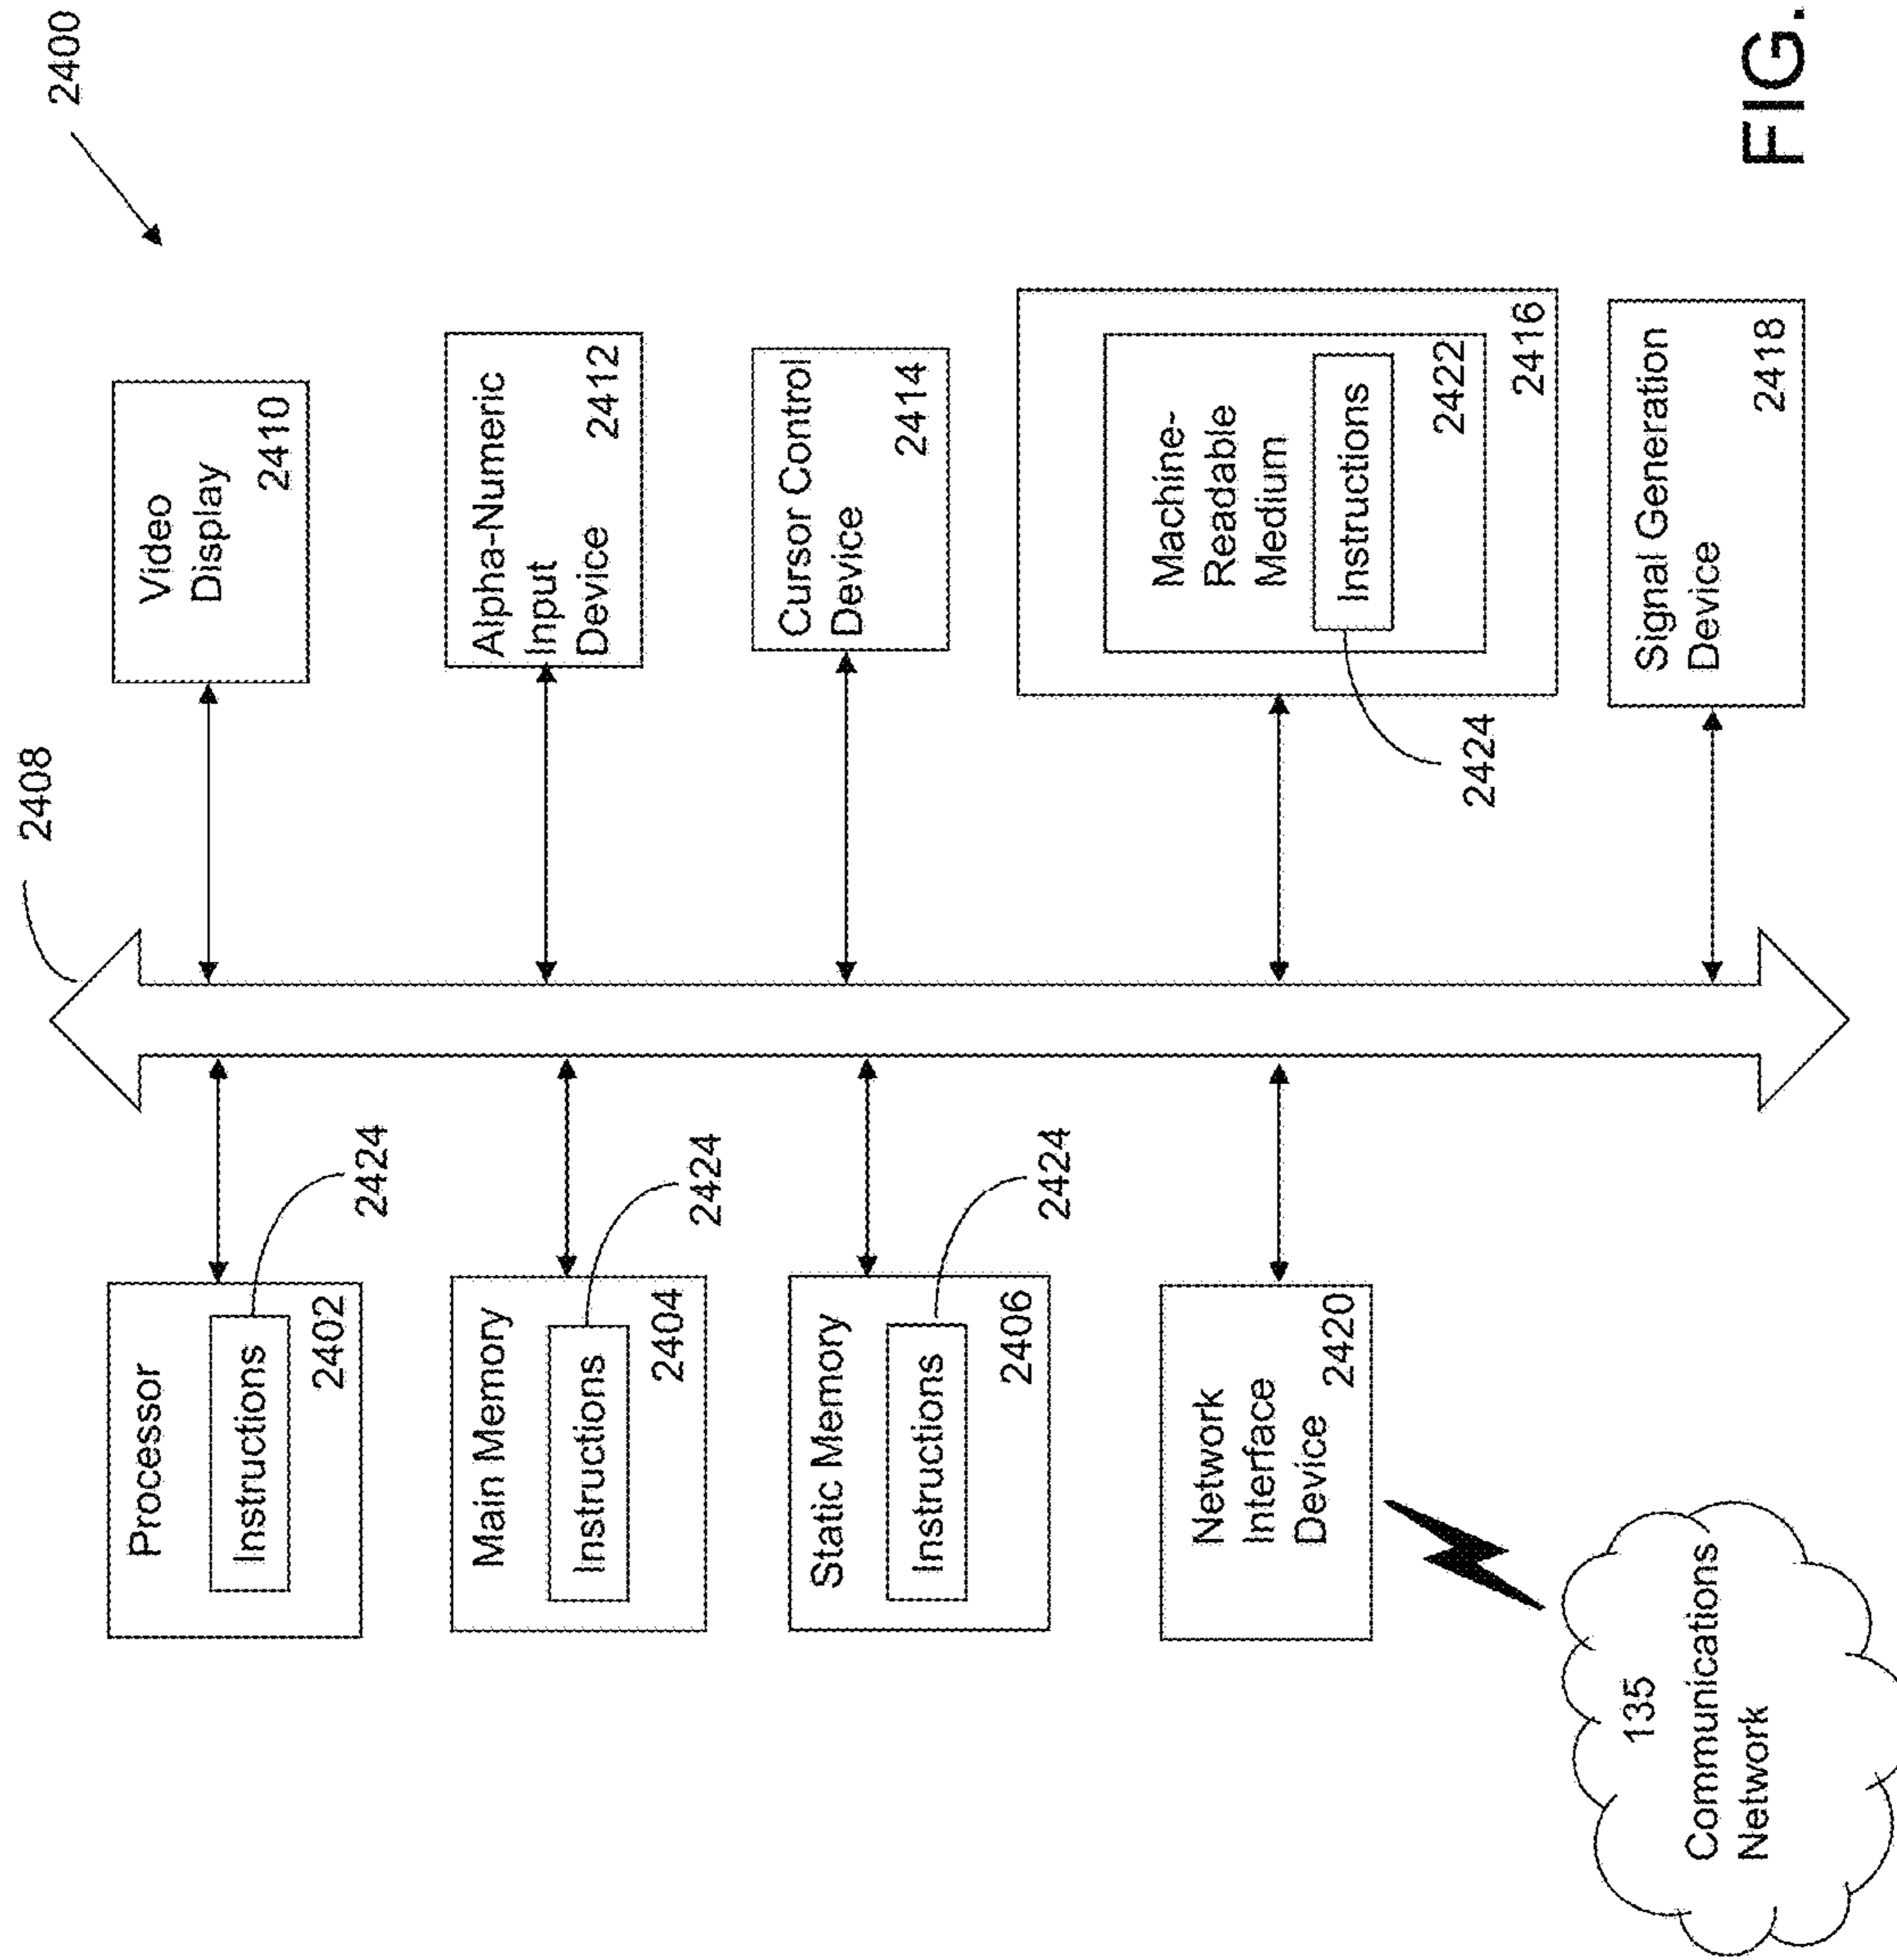 2400
2408
Processor
Instructions
2402
2424
Main Memory
Instructions
2404
2424
Static Memory
Instructions
2406
2424
Network
Interface
Device
2420
135
Communications
Network
Video
Display
2410
Alpha-Numeric
Input
Device
2412
Cursor Control
Device
2414
Machine-
Readable
Medium
Instructions
2422
2416
2424
Signal Generation
Device
2418
FIG.